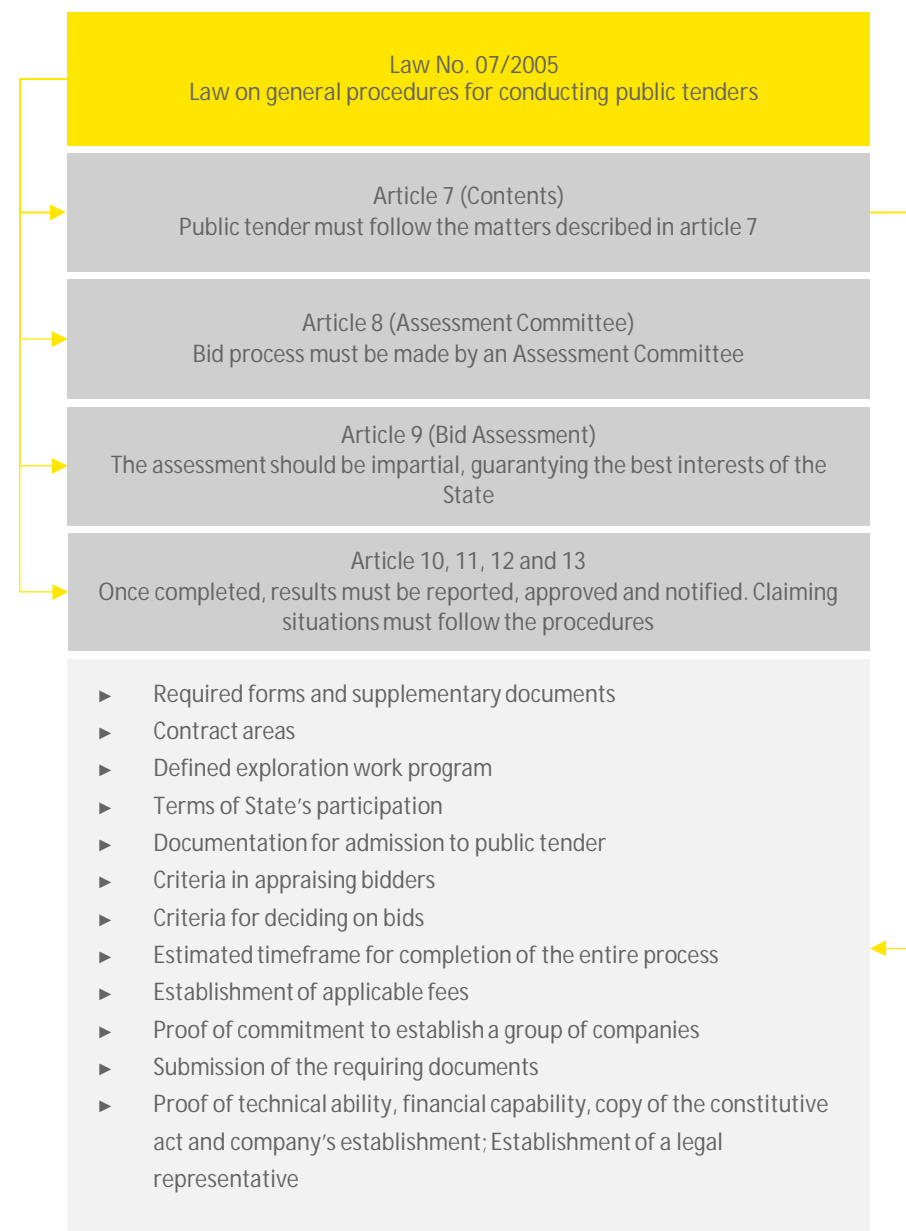 Law No. 07/2005
Law on general procedures for conducting public tenders
Article 7 (Contents)
Public tender must follow the matters described in article 7
Article 8 (Assessment Committee)
Bid process must be made by an Assessment Committee
Article 9 (Bid Assessment)
The assessment should be impartial, guarantying the best interests of the
State
Article 10, 11, 12 and 13
Once completed, results must be reported, approved and notified. Claiming
situations must follow the procedures
► Required forms and supplementary documents
► Contract areas
► Defined exploration work program
► Terms of State's participation
► Documentation for admission to public tender
► Criteria in appraising bidders
► Criteria for deciding on bids
► Estimated timeframe for completion of the entire process
► Establishment of applicable fees
► Proof of commitment to establish a group of companies
► Submission of the requiring documents
► Proof of technical ability, financial capability, copy of the constitutive
act and company's establishment; Establishment of a legal
representative